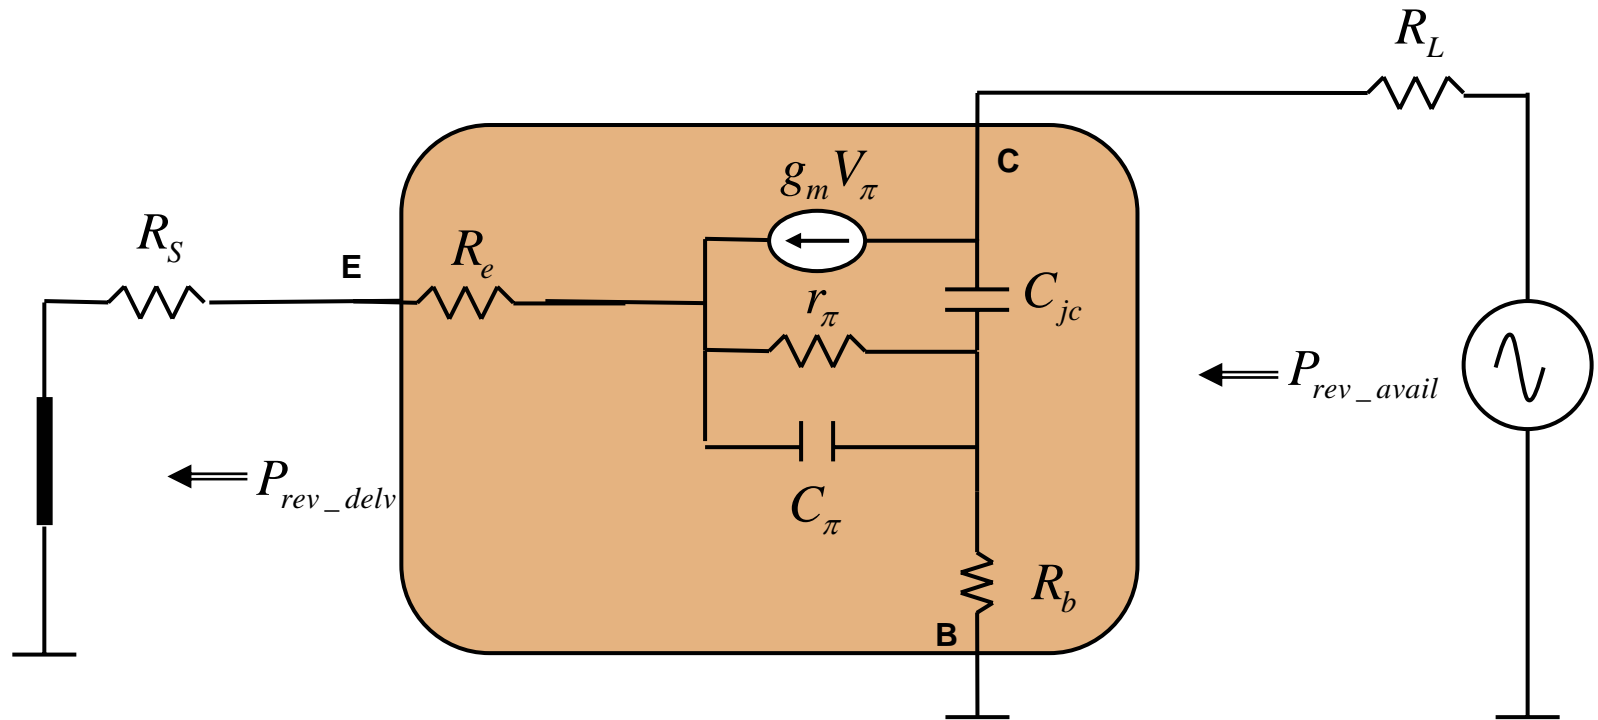 R_L
C
g_m V_π
R_S
E
R_e
C_jc
r_π
P_rev_avail
P_rev_delv
C_π
R_b
B